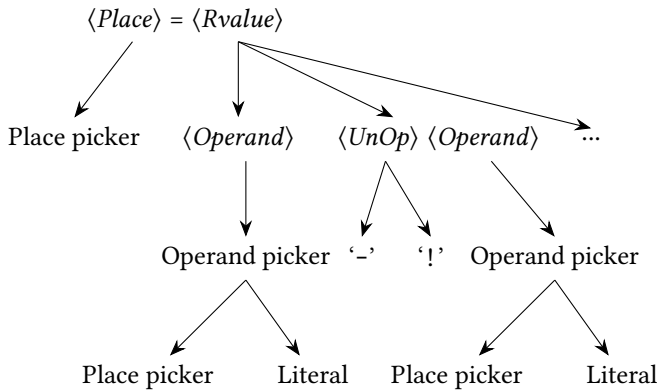 ⟨Place⟩ = ⟨Rvalue⟩
Place picker ⟨Operand⟩ ⟨UnOp⟩ ⟨Operand⟩ ...
Operand picker ‘-’ ‘!’ Operand picker
Place picker Literal Place picker Literal